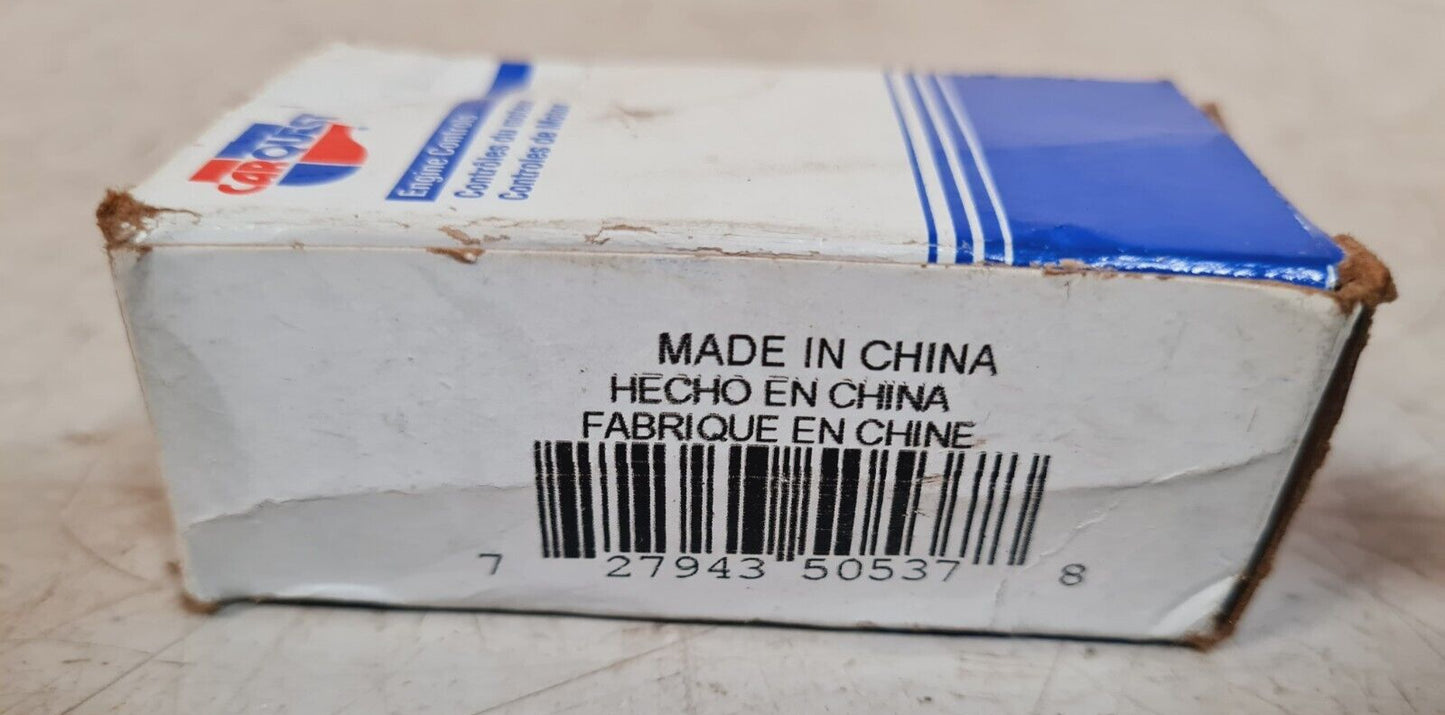 CARQUEST
Engine Controls
Contrôles du moteur
Controles de Motor
MADE IN CHINA
HECHO EN CHINA
FABRIQUE EN CHINE
7 27943 50537 8